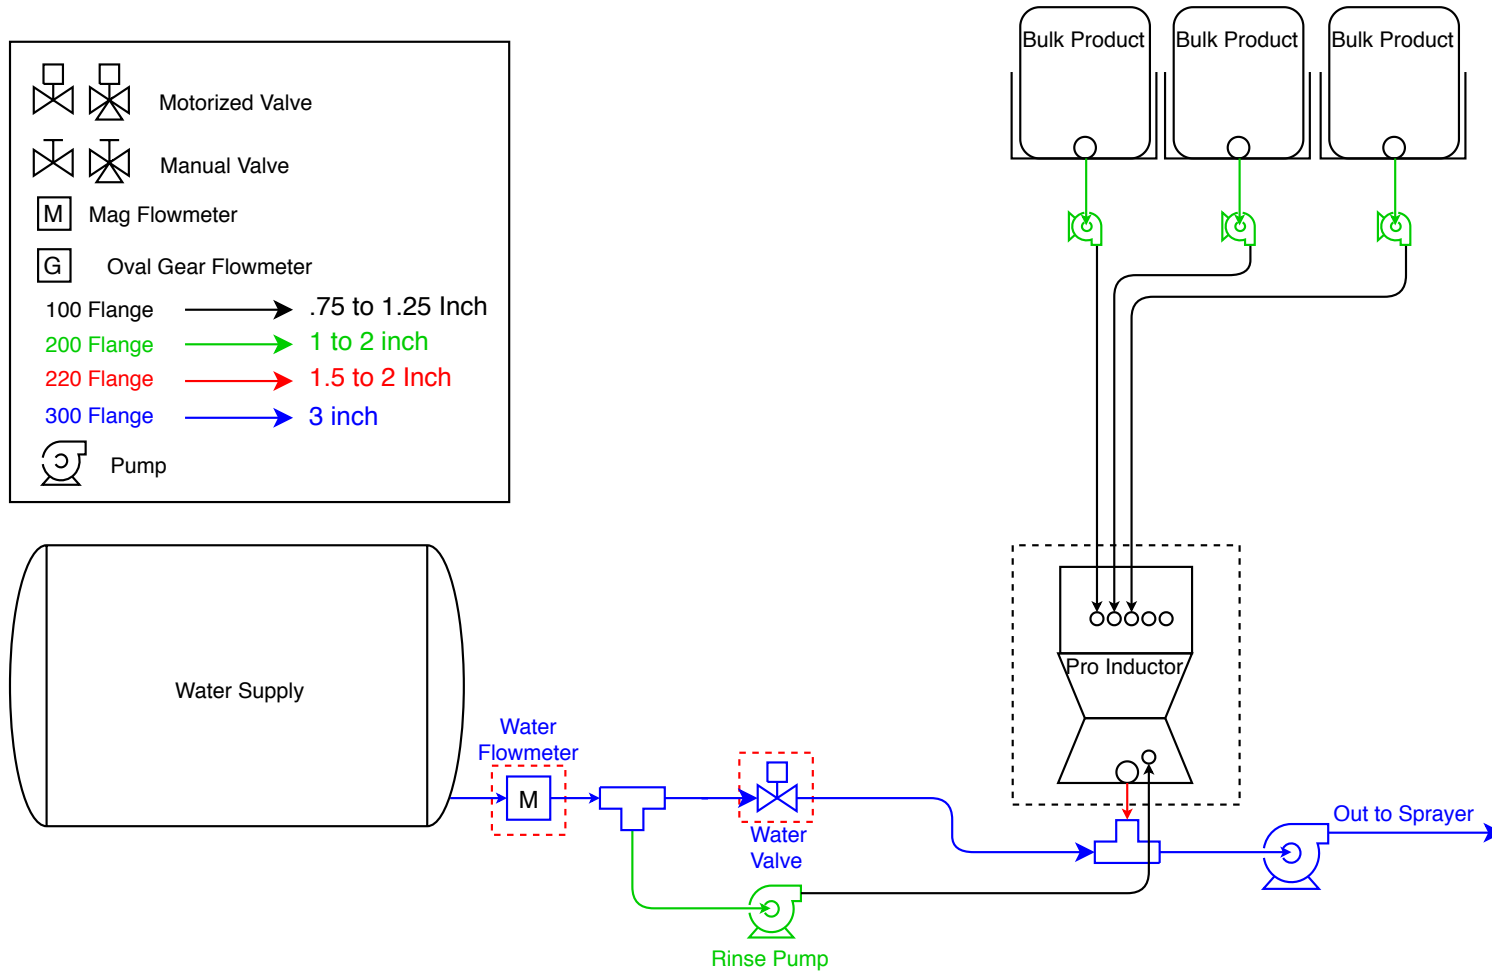 Bulk Product
Bulk Product
Bulk Product
Motorized Valve
Manual Valve
M
Mag Flowmeter
G
Oval Gear Flowmeter
100 Flange
.75 to 1.25 Inch
200 Flange
1 to 2 inch
220 Flange
1.5 to 2 Inch
300 Flange
3 inch
Pump
Water Supply
Pro Inductor
Water
Flowmeter
M
Water
Valve
Out to Sprayer
Rinse Pump